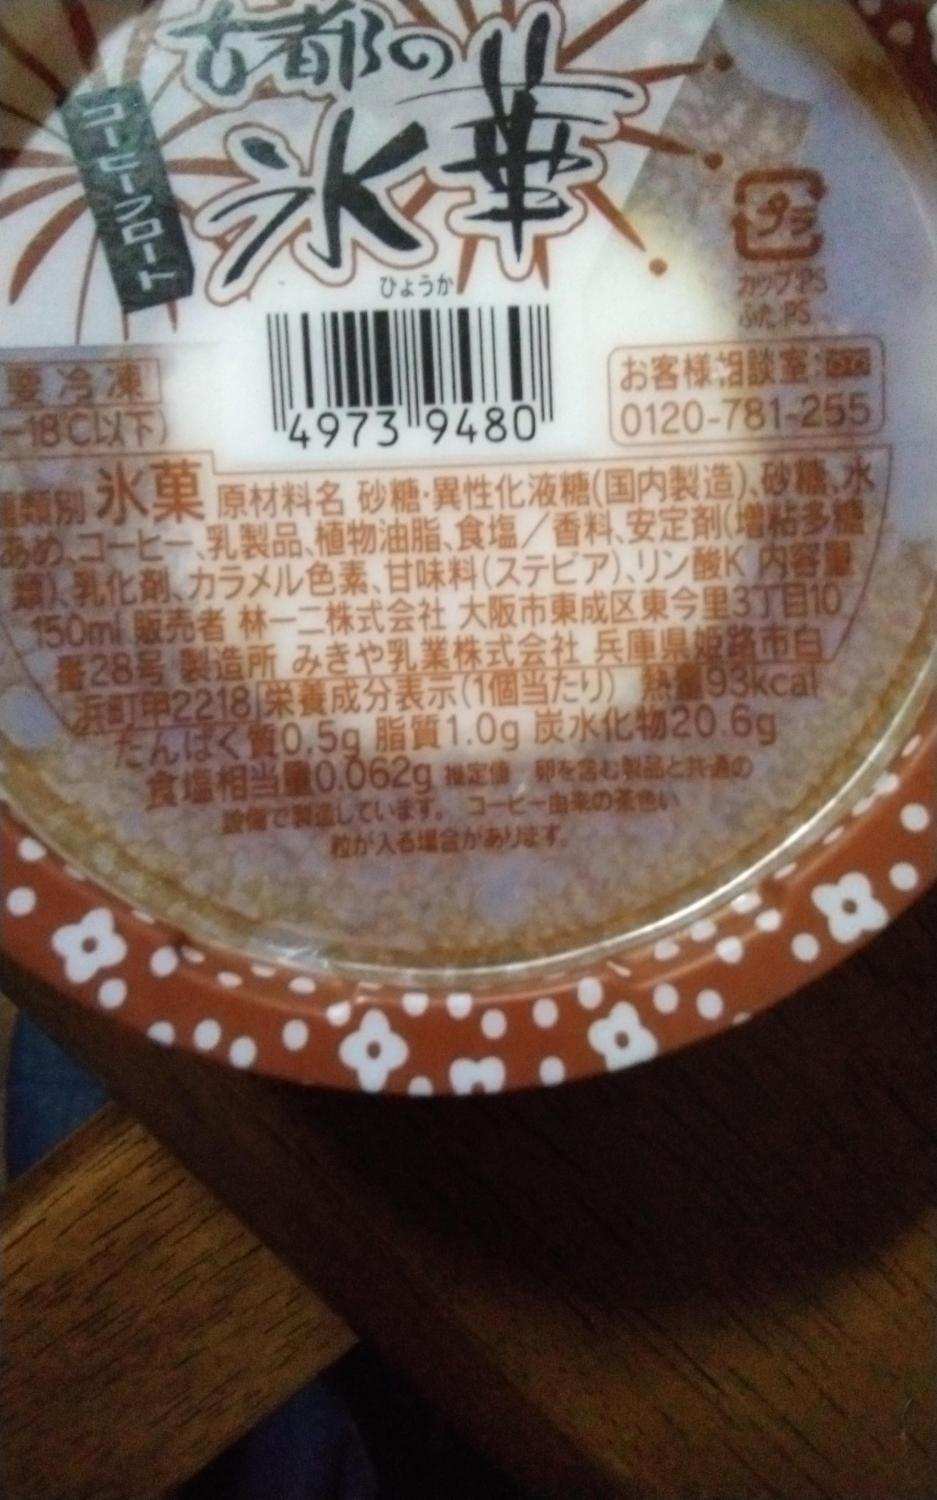 古都の
氷華
コーヒーフロート
ひょうか
プラ
カップ:PS
ふた:PS
要冷凍
-18℃以下)
4973 9480
お客様相談室:
0120-781-255
類別 氷菓 原材料名 砂糖・異性化液糖(国内製造)、砂糖、水
あめ、コーヒー、乳製品、植物油脂、食塩/香料、安定剤(増粘多糖
類)、乳化剤、カラメル色素、甘味料(ステビア)、リン酸K 内容量
150ml 販売者 林一二株式会社 大阪市東成区東今里3丁目10
番28号 製造所 みきや乳業株式会社 兵庫県姫路市白
浜町甲2218 栄養成分表示(1個当たり) 熱量93kcal
たんぱく質0.5g 脂質1.0g 炭水化物20.6g
食塩相当量0.062g 推定値 卵を含む製品と共通の
設備で製造しています。 コーヒー由来の茶色い
粒が入る場合があります。